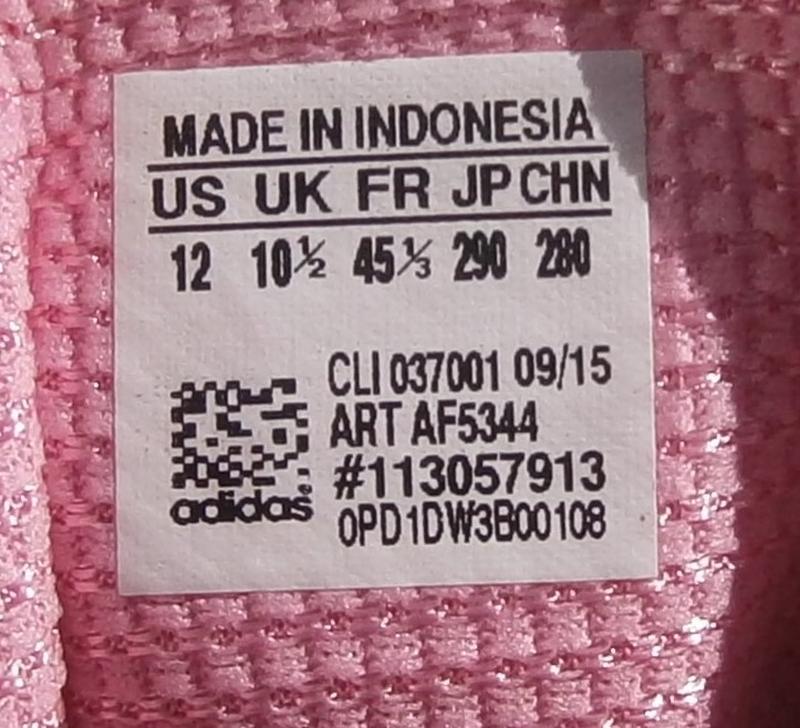 MADE IN INDONESIA
US UK FR JP CHN
12 10½ 45⅓ 290 280
CLI 037001 09/15
ART AF5344
#113057913
adidas®
0PD1DW3B00108